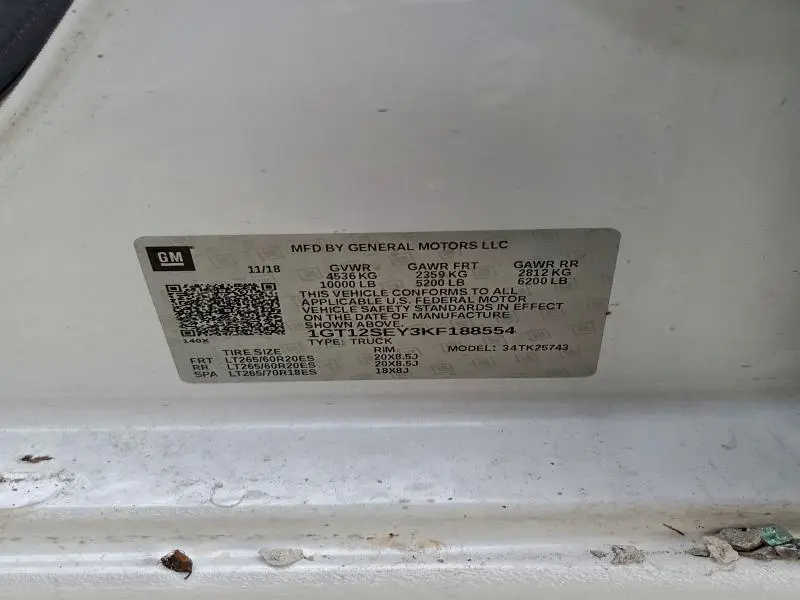 GM
MFD BY GENERAL MOTORS LLC
11/18 GVWR GAWR FRT GAWR RR
4536 KG 2359 KG 2812 KG
10000 LB 5200 LB 6200 LB
THIS VEHICLE CONFORMS TO ALL
APPLICABLE U.S. FEDERAL MOTOR
VEHICLE SAFETY STANDARDS IN EFFECT
ON THE DATE OF MANUFACTURE
SHOWN ABOVE.
140X
1GT12SEY3KF188554
TYPE: TRUCK MODEL: 34TK25743
TIRE SIZE RIM
FRT LT265/60R20ES 20X8.5J
RR LT265/60R20ES 20X8.5J
SPA LT265/70R18ES 18X8J